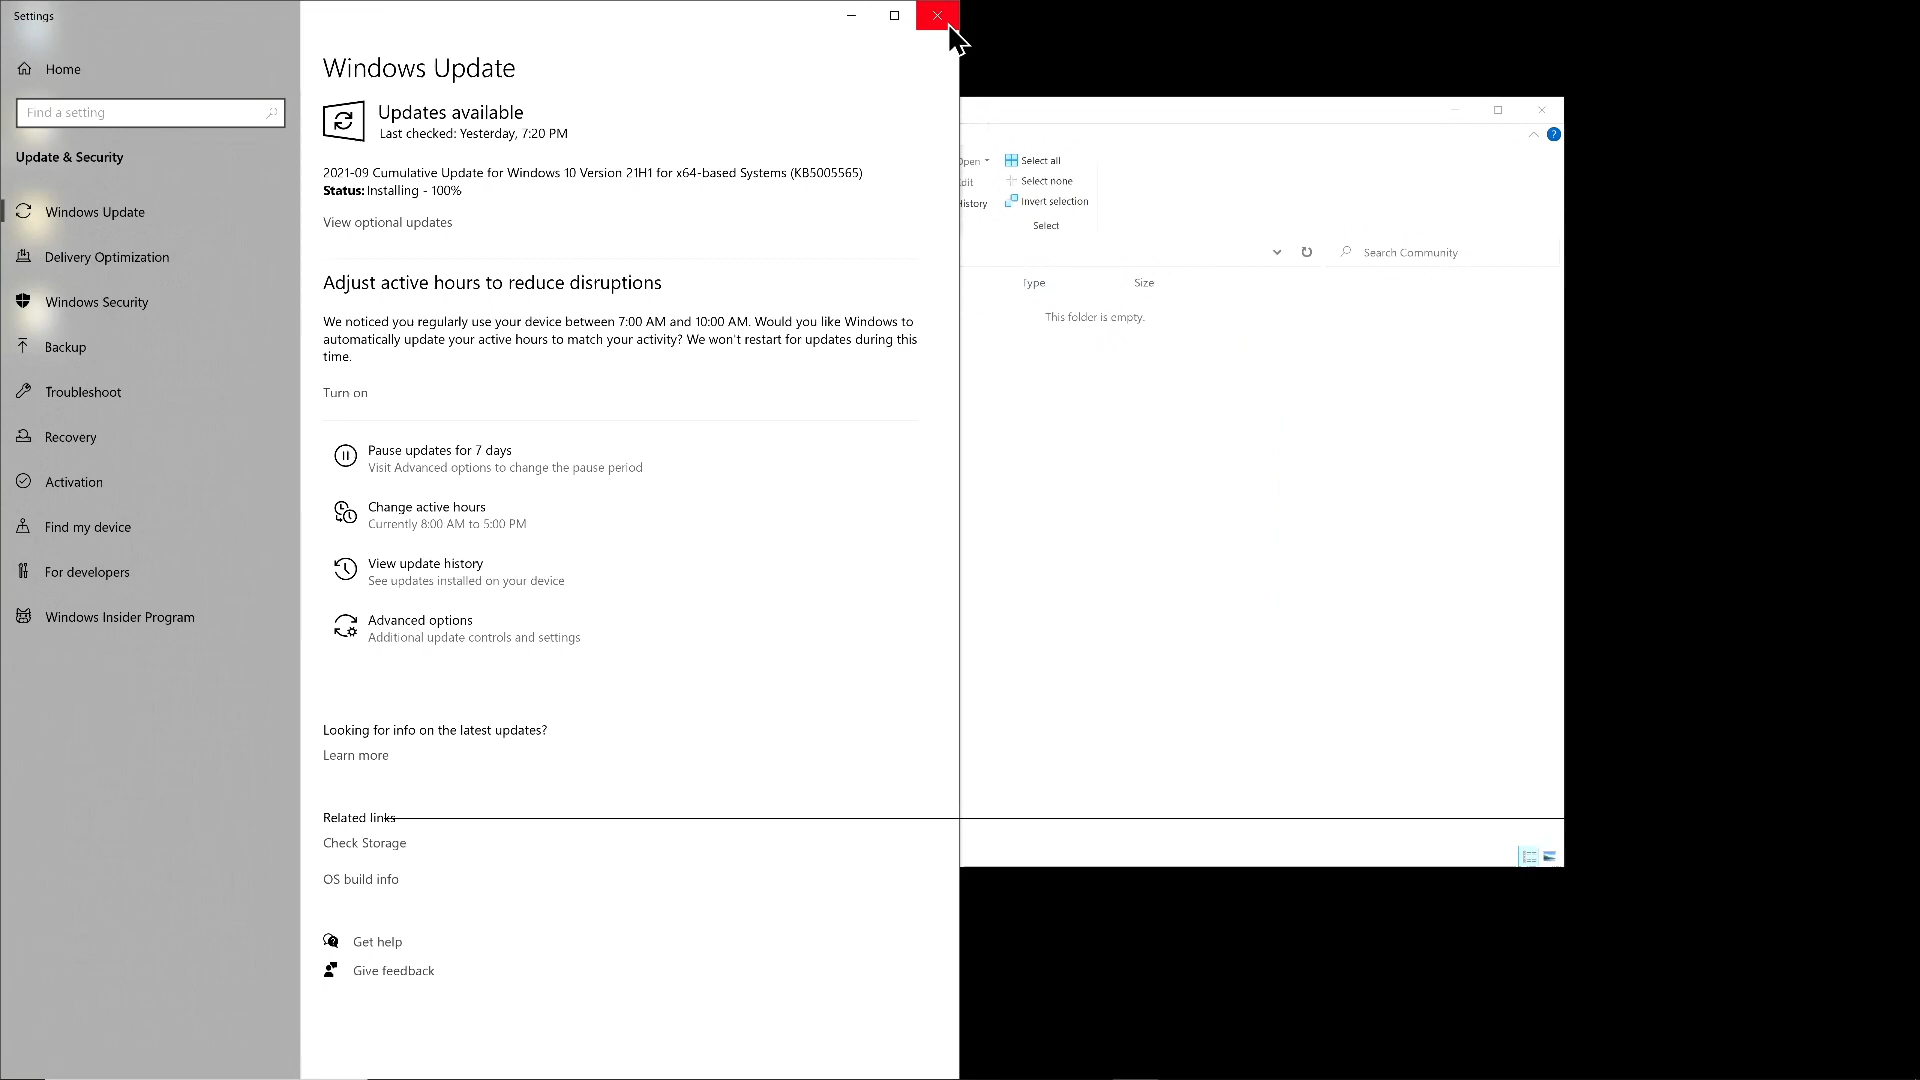 Settings
Home
Find a setting
Update & Security
Windows Update
Delivery Optimization
Windows Security
Backup
Troubleshoot
Recovery
Activation
Find my device
For developers
Windows Insider Program
Windows Update
Updates available
Last checked: Yesterday, 7:20 PM
2021-09 Cumulative Update for Windows 10 Version 21H1 for x64-based Systems (KB5005565)
Status: Installing - 100%
View optional updates
Adjust active hours to reduce disruptions
We noticed you regularly use your device between 7:00 AM and 10:00 AM. Would you like Windows to
automatically update your active hours to match your activity? We won't restart for updates during this
time.
Turn on
Pause updates for 7 days
Visit Advanced options to change the pause period
Change active hours
Currently 8:00 AM to 5:00 PM
View update history
See updates installed on your device
Advanced options
Additional update controls and settings
Looking for info on the latest updates?
Learn more
Related links
Check Storage
OS build info
Get help
Give feedback
Open
Edit
History
Select all
Select none
Invert selection
Select
Search Community
Type
Size
This folder is empty.